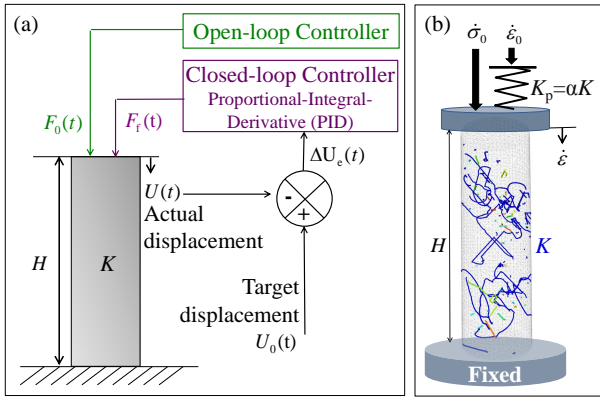 (a)
Open-loop Controller
Closed-loop Controller
Proportional-Integral-
Derivative (PID)
F₀(t)
F_f(t)
ΔUₑ(t)
U(t)
-
+
Actual
displacement
H
K
Target
displacement
U₀(t)
(b)
σ̇₀
ε̇₀
Kₚ=αK
ε̇
H
K
Fixed